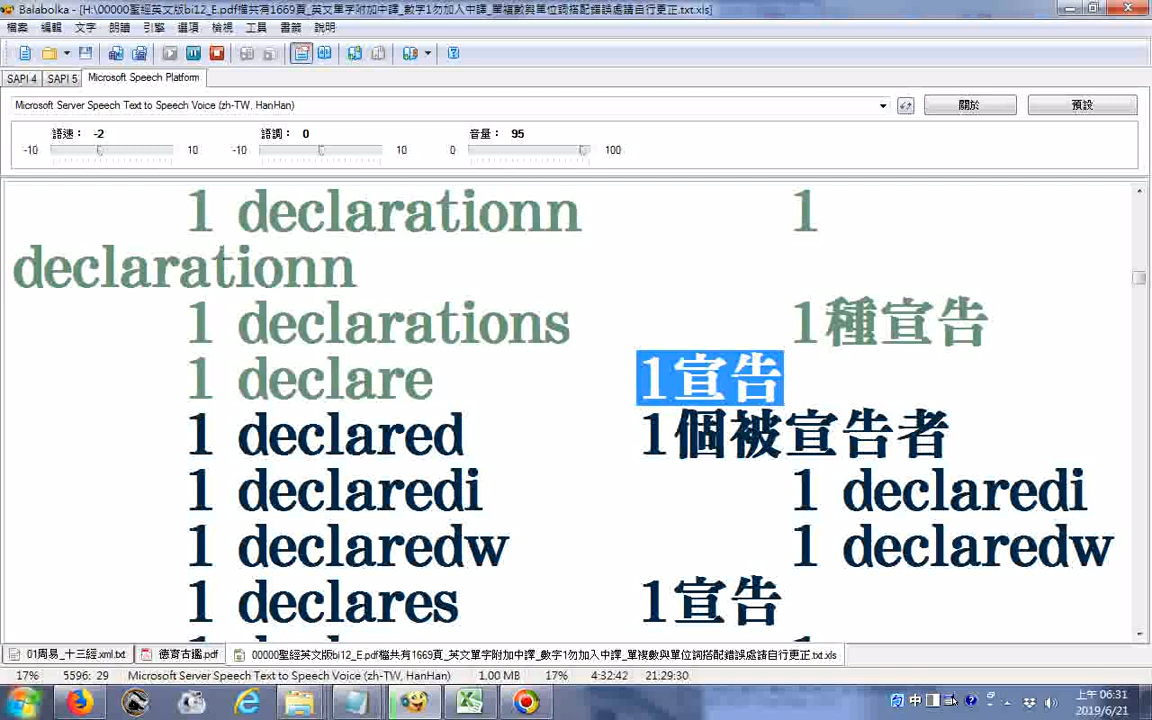 Balabolka - [H:\00000聖經英文版bi12_E.pdf檔共有1669頁_英文單字附加中譯_數字1勿加入中譯_單複數與單位詞搭配錯誤處請自行更正.txt.xls]
檔案 編輯 文字 朗讀 引擎 選項 檢視 工具 書籤 說明
SAPI 4 SAPI 5 Microsoft Speech Platform
Microsoft Server Speech Text to Speech Voice (zh-TW, HanHan) 關於 預設
語速： -2 語調： 0 音量： 95
-10 10 -10 10 0 100
1 declarationn 1
declarationn
1 declarations 1種宣告
1 declare 1宣告
1 declared 1個被宣告者
1 declaredi 1 declaredi
1 declaredw 1 declaredw
1 declares 1宣告
01周易_十三經.xml.txt 德育古鑑.pdf 00000聖經英文版bi12_E.pdf檔共有1669頁_英文單字附加中譯_數字1勿加入中譯_單複數與單位詞搭配錯誤處請自行更正.txt.xls
17% 5596: 29 Microsoft Server Speech Text to Speech Voice (zh-TW, HanHan) 1.00 MB 17% 4:32:42 21:29:30
中 上午 06:31
2019/6/21